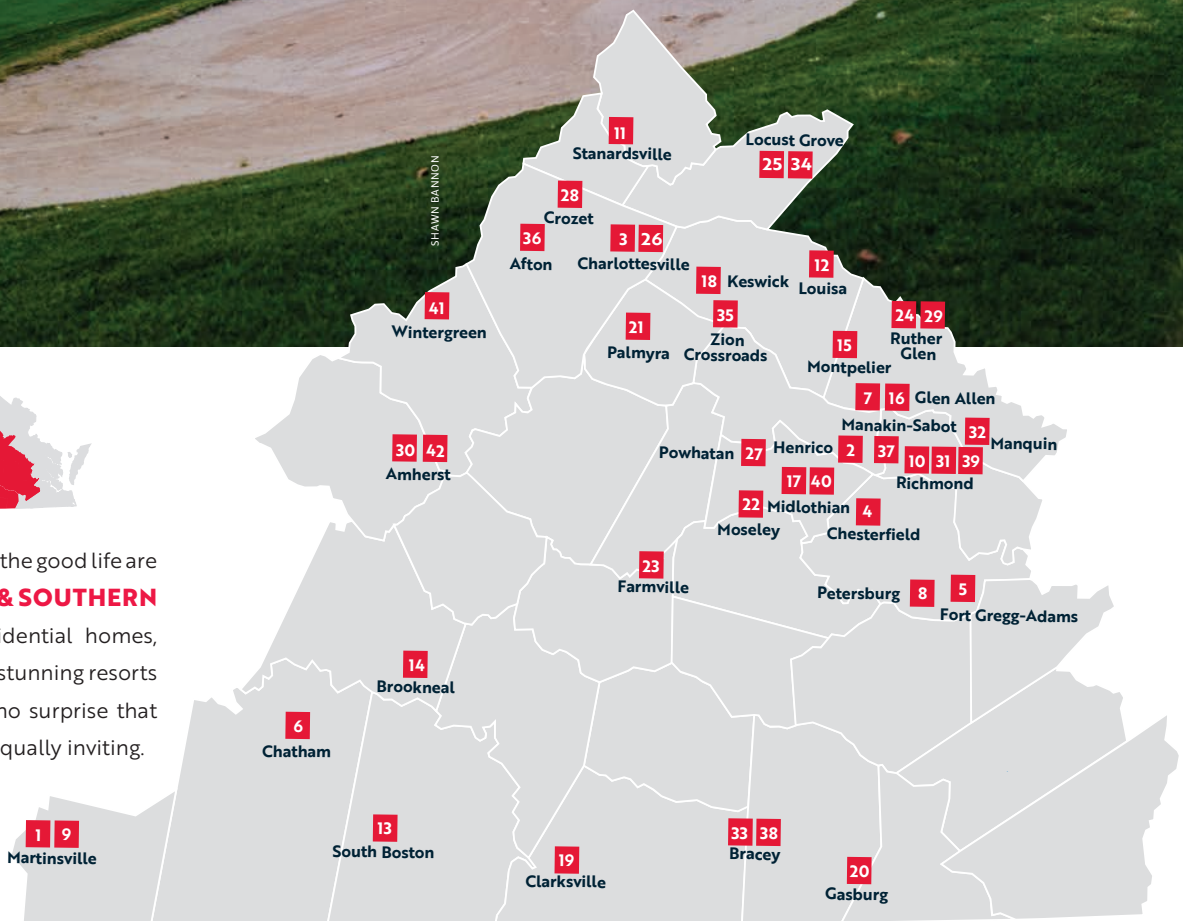 SHAWN BANNON
11
Stanardsville
Locust Grove
25 34
28
Crozet
36
Afton
3 26
Charlottesville
18 Keswick
12
Louisa
41
Wintergreen
21
Palmyra
35
Zion
Crossroads
24 29
Ruther
Glen
15
Montpelier
7 16 Glen Allen
Manakin-Sabot
37
32
Manquin
30 42
Amherst
Powhatan 27
Henrico 2
10 31 39
Richmond
17 40
Midlothian
22
Moseley
4
Chesterfield
23
Farmville
Petersburg 8
5
Fort Gregg-Adams
the good life are
& SOUTHERN
idential homes,
stunning resorts
no surprise that
qually inviting.
14
Brookneal
6
Chatham
1 9
Martinsville
13
South Boston
19
Clarksville
33 38
Bracey
20
Gasburg